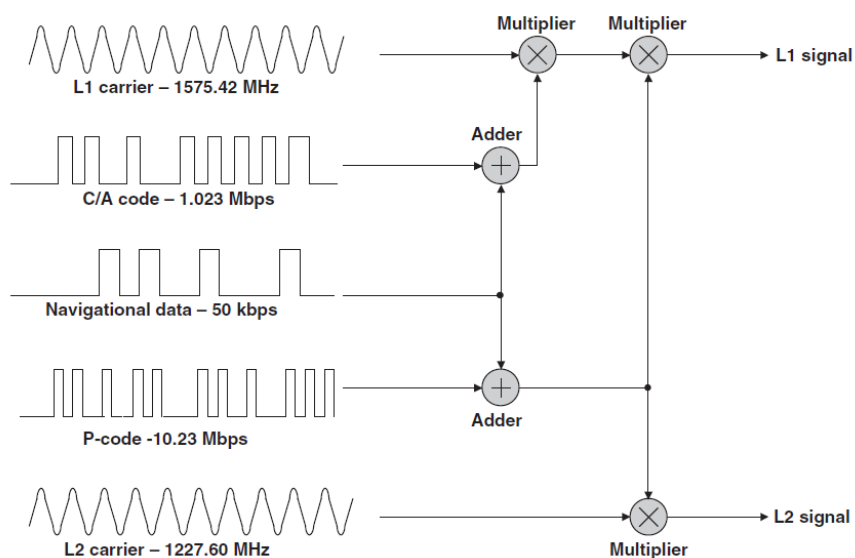 Multiplier Multiplier
L1 signal
L1 carrier – 1575.42 MHz
Adder
C/A code – 1.023 Mbps
Navigational data – 50 kbps
P-code -10.23 Mbps
Adder
L2 signal
L2 carrier – 1227.60 MHz
Multiplier